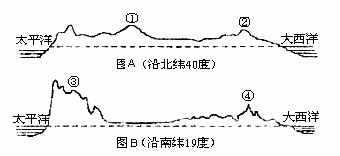 ① ②
太平洋 大西洋
图A（沿北纬40度）
③ ④
太平洋 大西洋
图B（沿南纬19度）